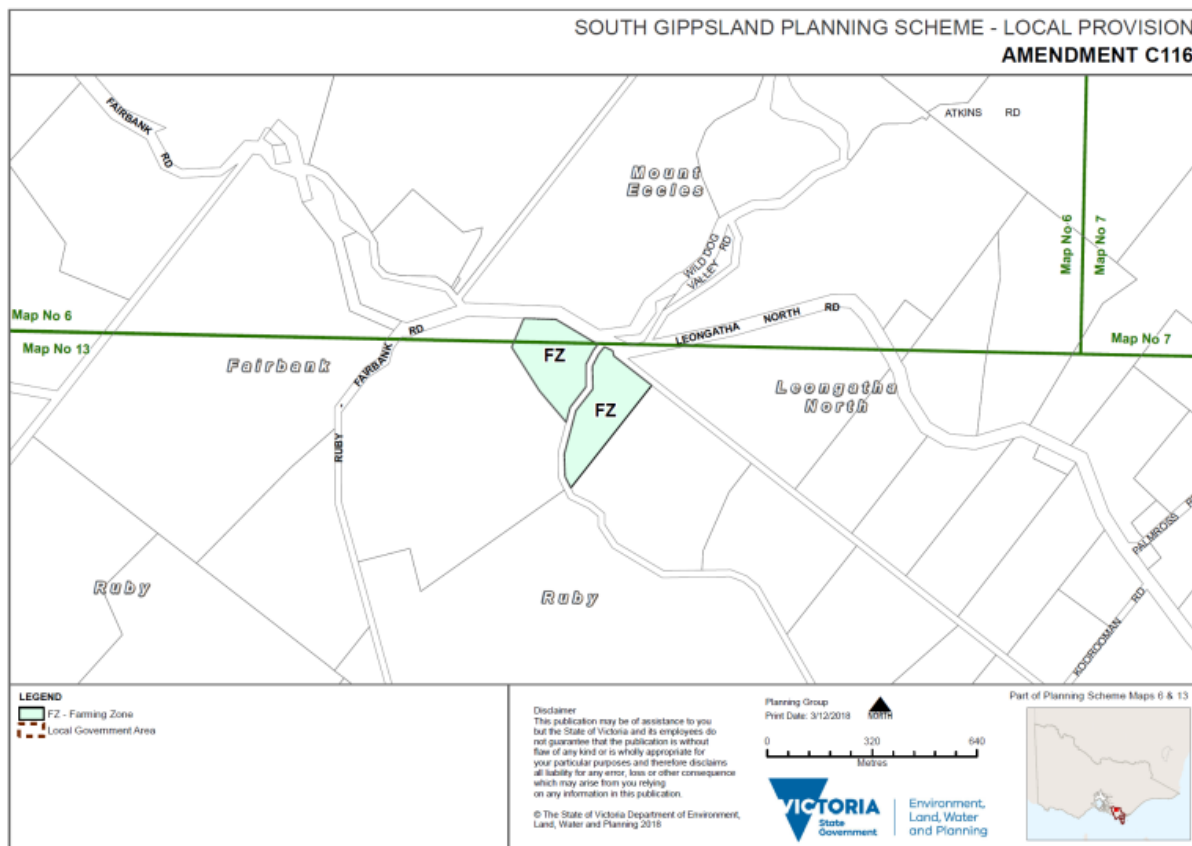 SOUTH GIPPSLAND PLANNING SCHEME - LOCAL PROVISION
AMENDMENT C116
FAIRBANK
RD
ATKINS RD
Mount
Eccles
WILD DOG
VALLEY RD
Map No 6
Map No 7
LEONGATHA NORTH RD
Map No 6
Map No 13
Map No 7
FAIRBANK RD
RUBY
Fairbank
FZ
FZ
Leongatha
North
PALMROSS R
KOOROOMAN RD
Ruby
Ruby
LEGEND
FZ - Farming Zone
Local Government Area
Disclaimer
This publication may be of assistance to you
but the State of Victoria and its employees do
not guarantee that the publication is without
flaw of any kind or is wholly appropriate for
your particular purposes and therefore disclaims
all liability for any error, loss or other consequence
which may arise from you relying
on any information in this publication.
© The State of Victoria Department of Environment,
Land, Water and Planning 2018
Planning Group
Print Date: 3/12/2018
NORTH
0 320 640
Metres
VICTORIA
State
Government
Environment,
Land, Water
and Planning
Part of Planning Scheme Maps 6 & 13